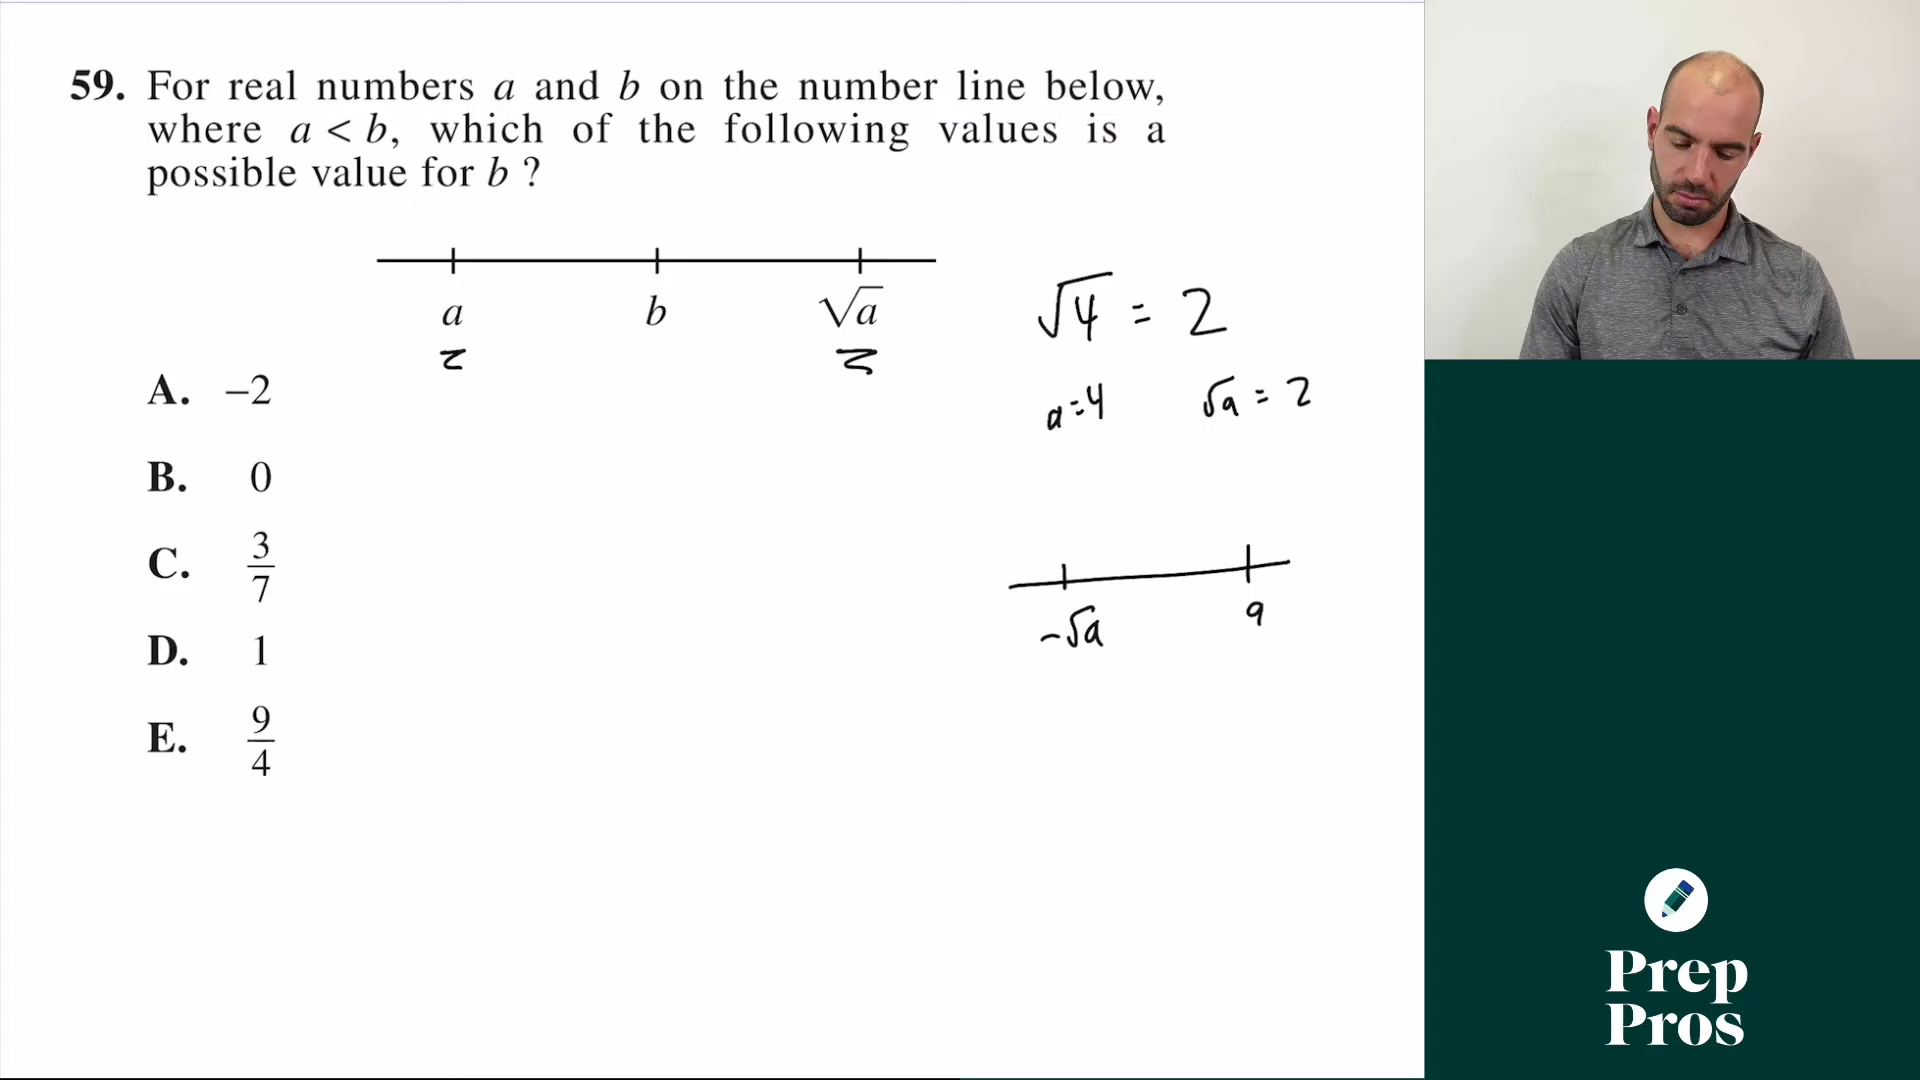 59. For real numbers a and b on the number line below,
where a < b, which of the following values is a
possible value for b ?
a b √a
A. −2
B. 0
C. 3/7
D. 1
E. 9/4
√4 = 2
a=4 √a = 2
-√a 9
Prep
Pros